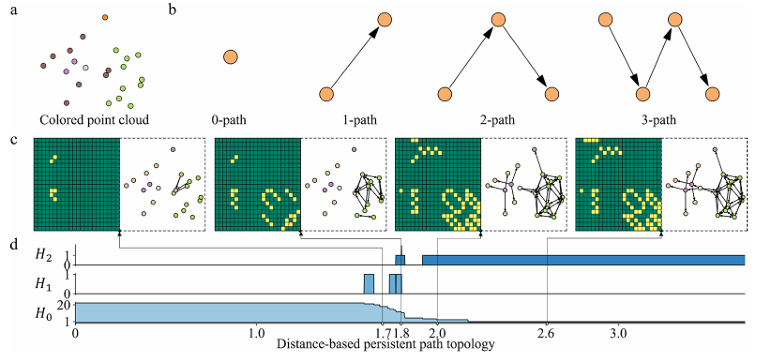 a
b
Colored point cloud
0-path
1-path
2-path
3-path
c
d
H₂
1
0
H₁
1
0
H₀
20
1
0
1.0
1.7
1.8
2.0
2.6
3.0
Distance-based persistent path topology